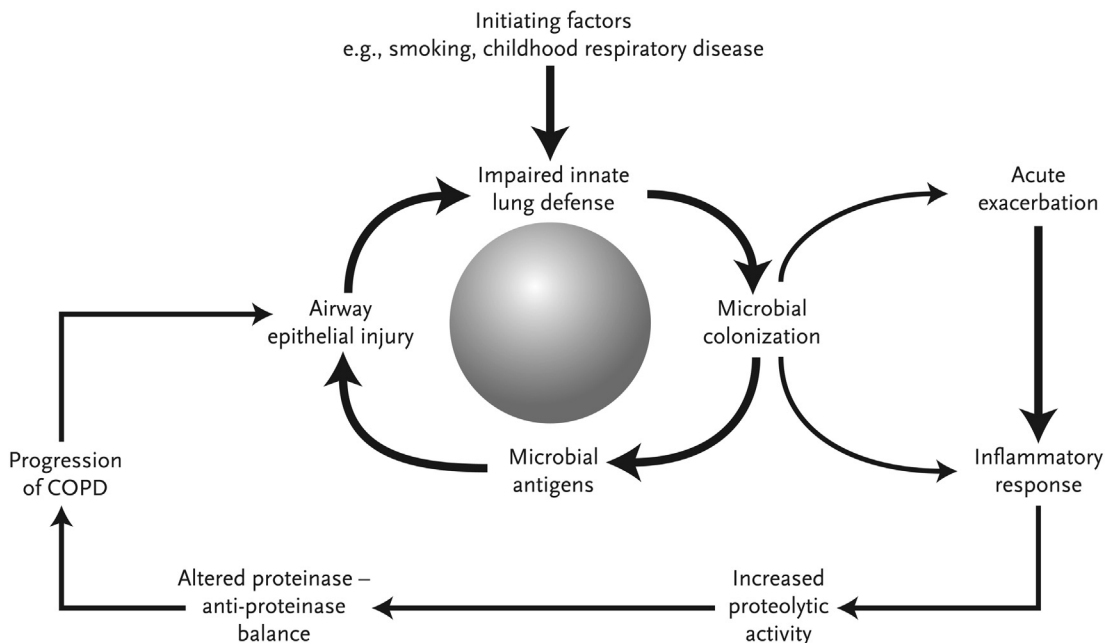 Initiating factors
e.g., smoking, childhood respiratory disease
Impaired innate
lung defense
Acute
exacerbation
Airway
epithelial injury
Microbial
colonization
Microbial
antigens
Progression
of COPD
Inflammatory
response
Altered proteinase –
anti-proteinase
balance
Increased
proteolytic
activity